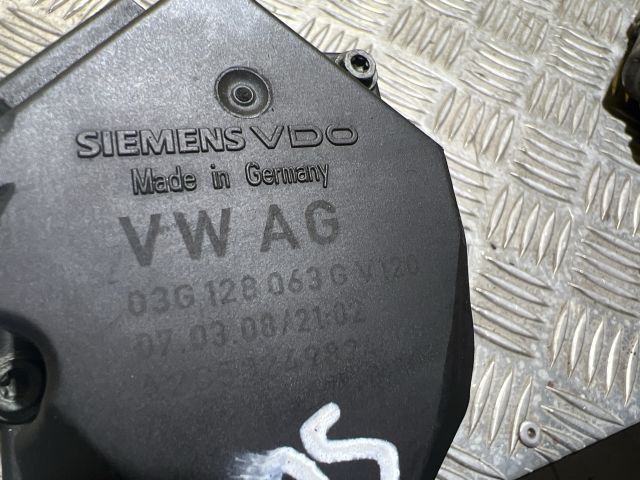 SIEMENS VDO
Made in Germany
VW AG
03G 128 063 G V120
07.03.08/21:02